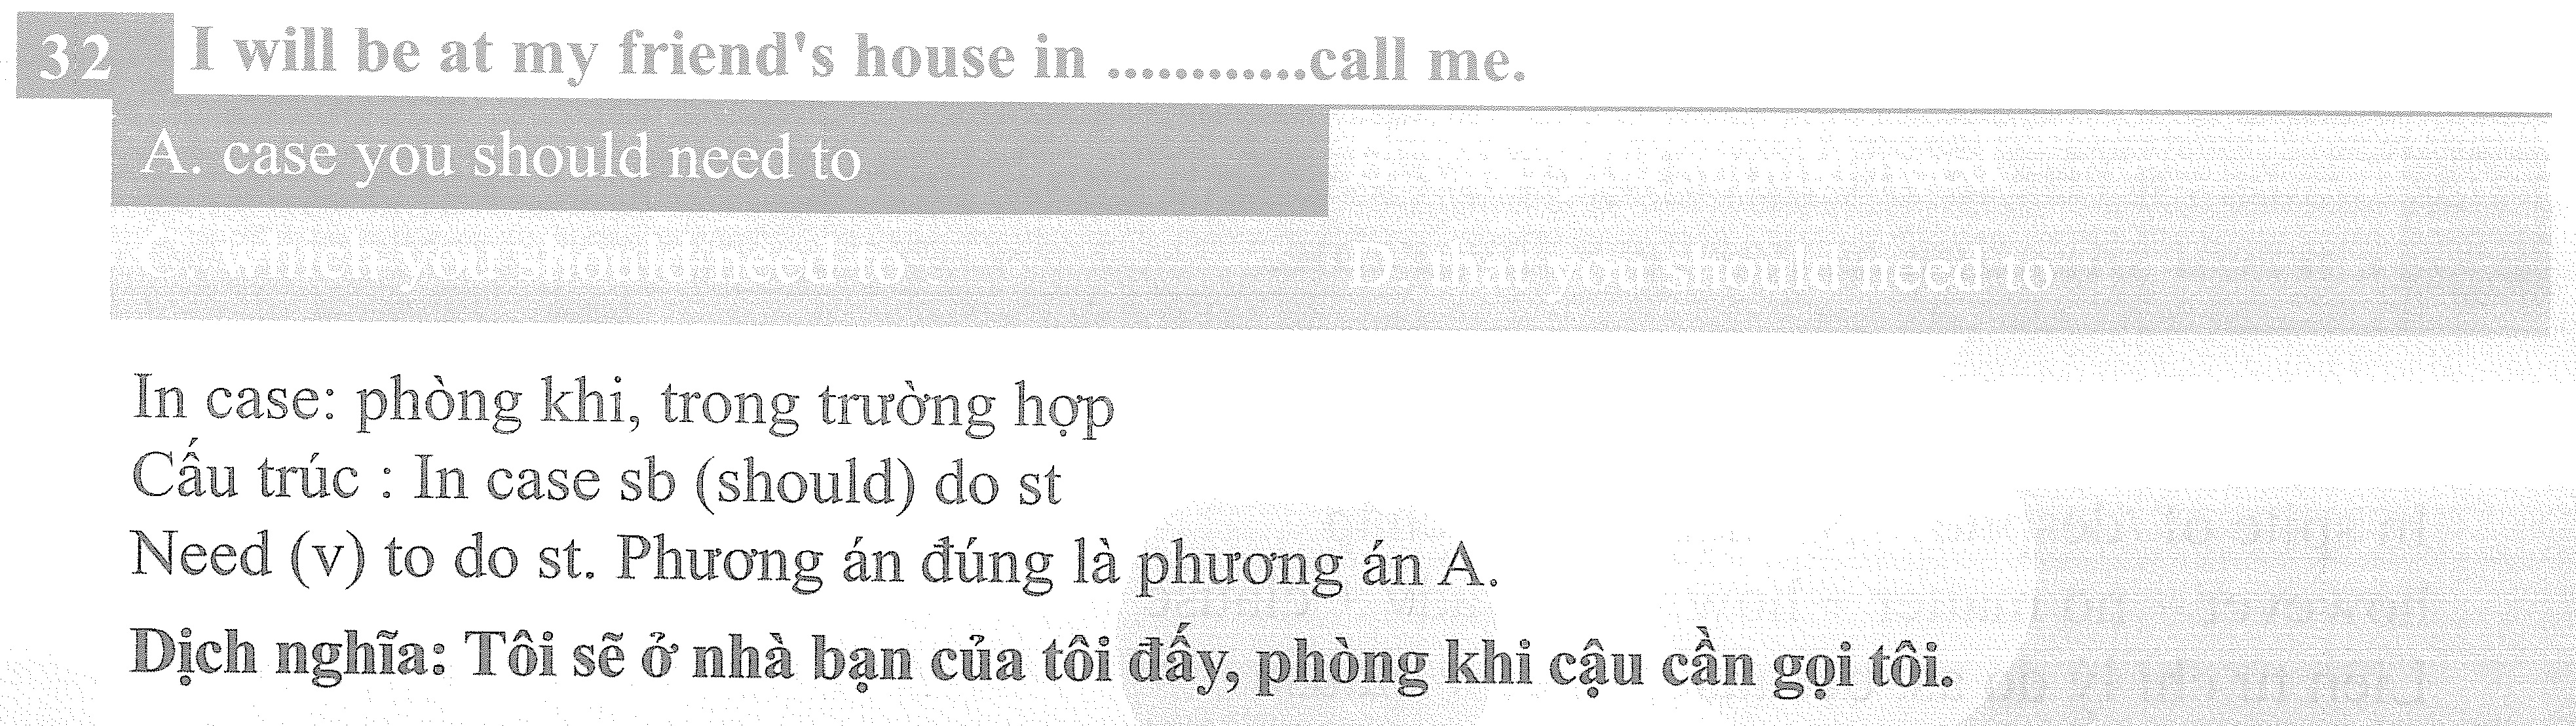 32 I will be at my friend's house in ............call me.
A. case you should need to
you should need
C. which you should need to
D. that you should need to
In case: phòng khi, trong trường hợp
Cấu trúc : In case sb (should) do st
Need (v) to do st. Phương án đúng là phương án A.
Dịch nghĩa: Tôi sẽ ở nhà bạn của tôi đấy, phòng khi cậu cần gọi tôi.